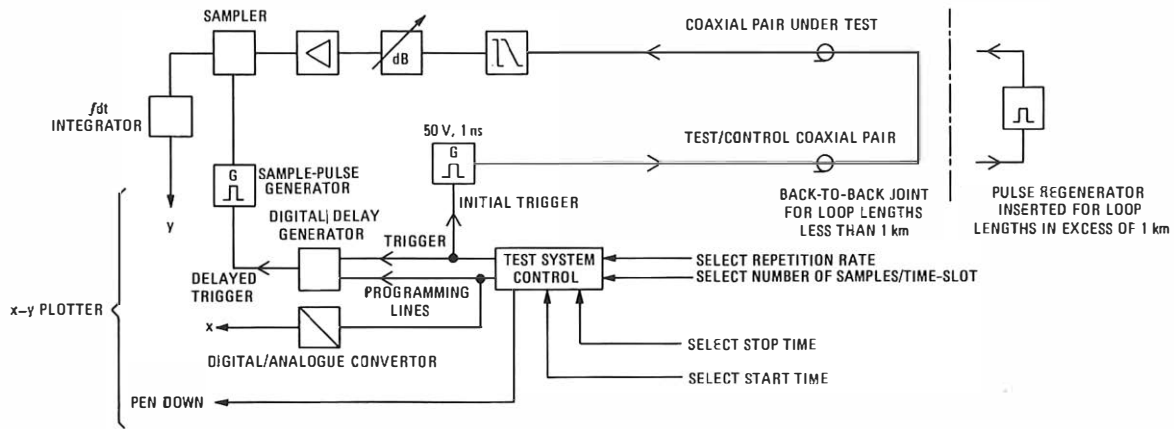 SAMPLER
COAXIAL PAIR UNDER TEST
dB
∫dt
INTEGRATOR
50 V, 1 ns
G
TEST/CONTROL COAXIAL PAIR
G
SAMPLE-PULSE
GENERATOR
INITIAL TRIGGER
BACK-TO-BACK JOINT
FOR LOOP LENGTHS
LESS THAN 1 km
PULSE REGENERATOR
INSERTED FOR LOOP
LENGTHS IN EXCESS OF 1 km
y
DIGITAL/DELAY
GENERATOR
TRIGGER
DELAYED
TRIGGER
PROGRAMMING
LINES
TEST SYSTEM
CONTROL
SELECT REPETITION RATE
SELECT NUMBER OF SAMPLES/TIME-SLOT
x-y PLOTTER
x
DIGITAL/ANALOGUE CONVERTOR
SELECT STOP TIME
SELECT START TIME
PEN DOWN